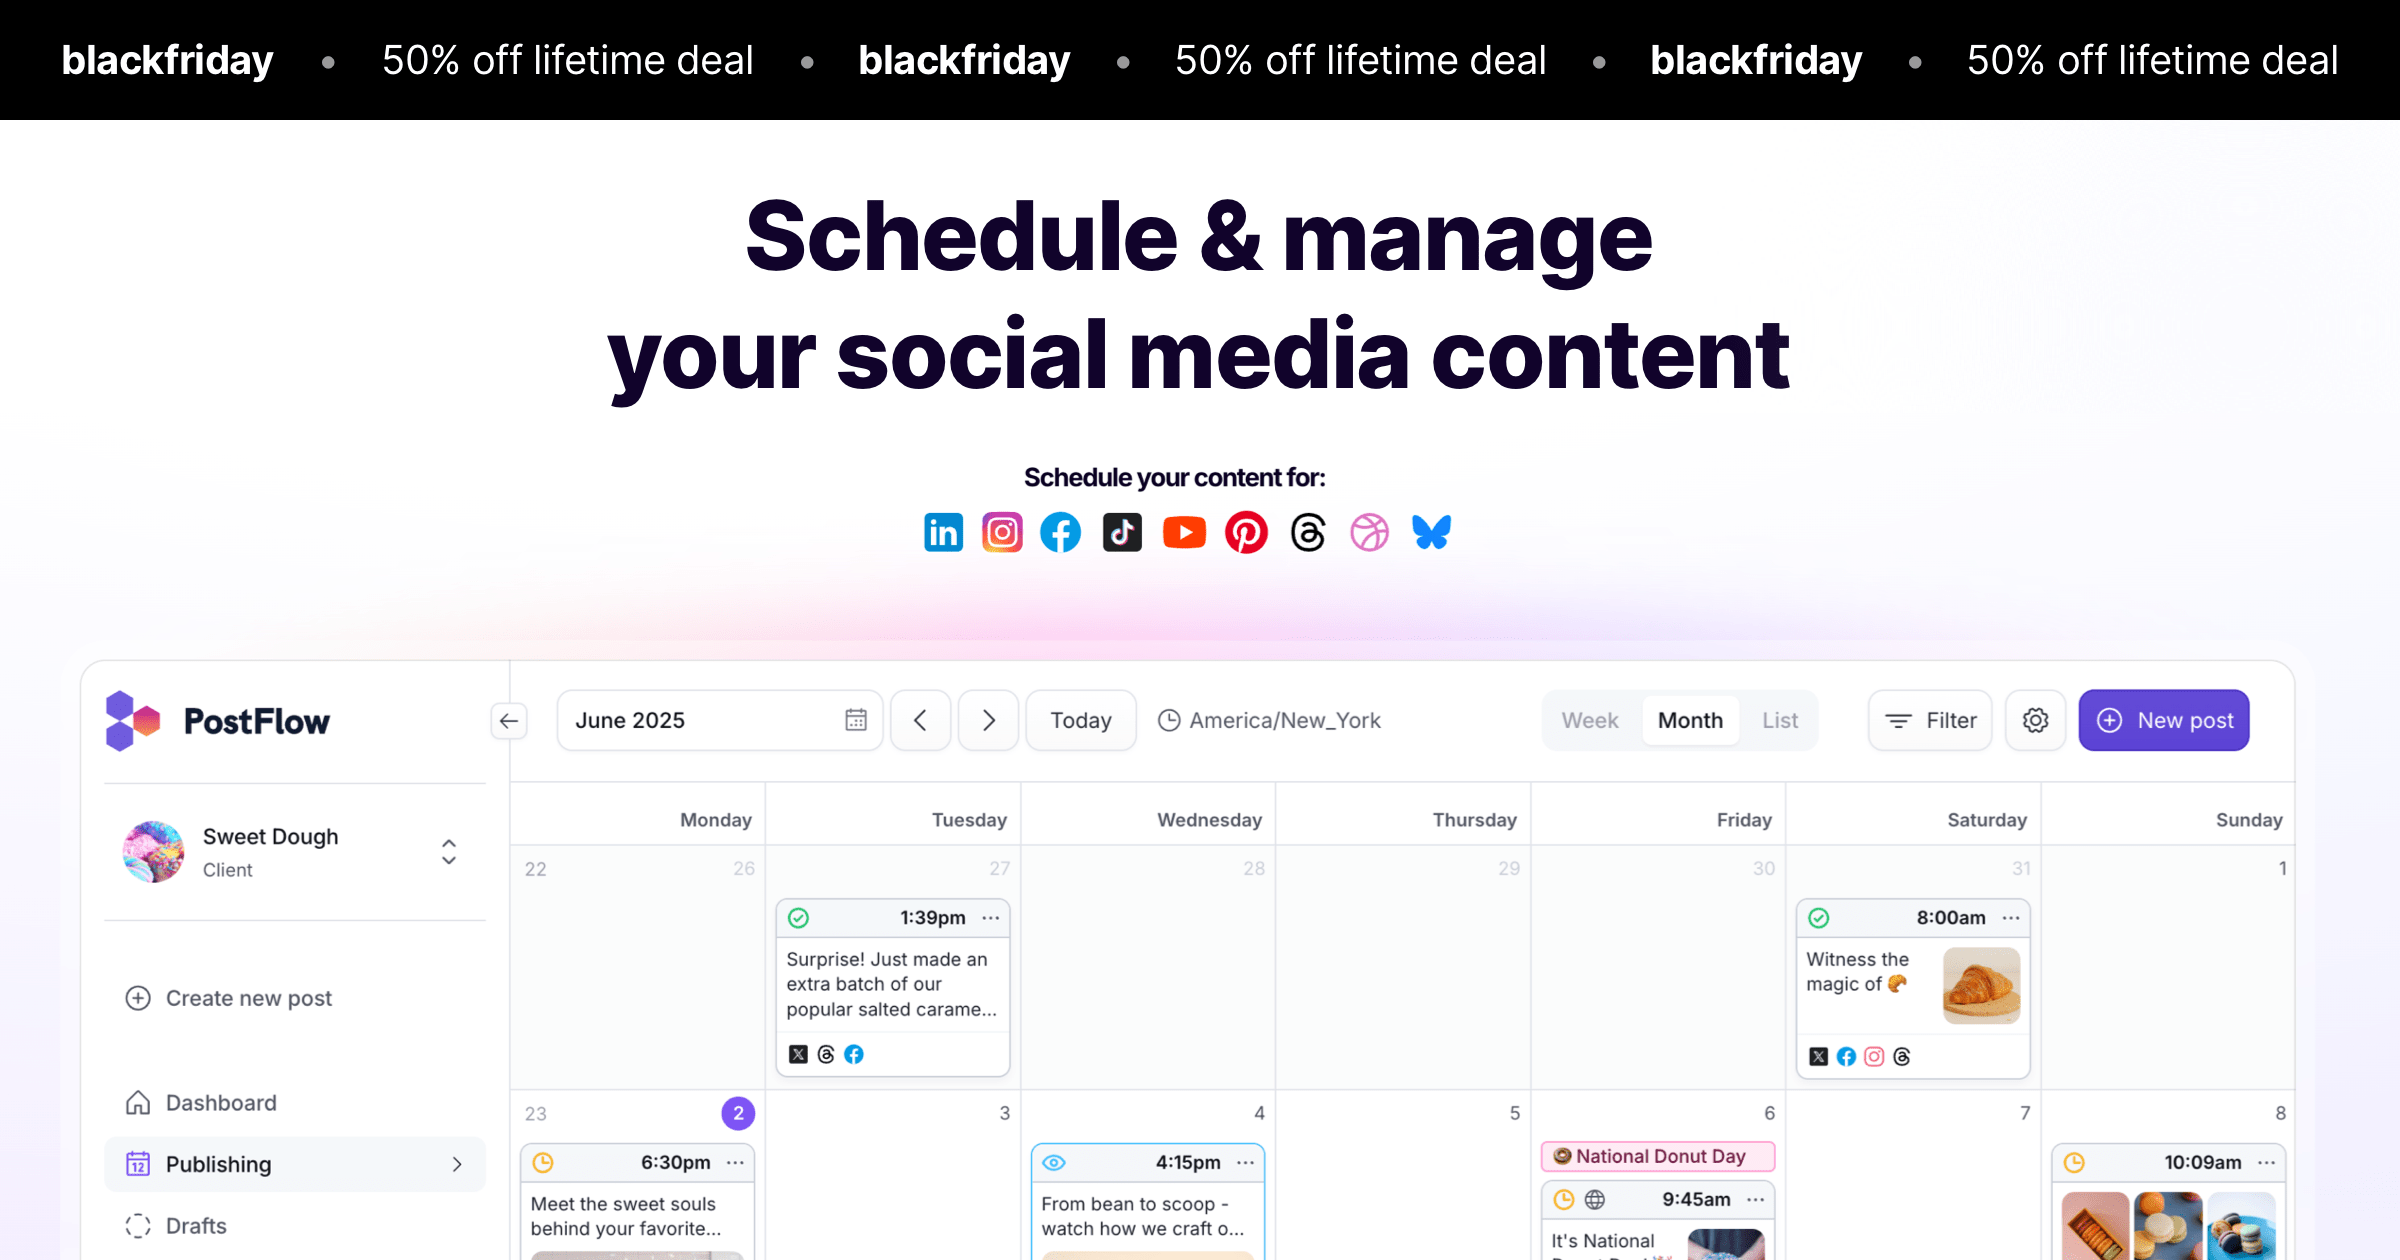 blackfriday • 50% off lifetime deal • blackfriday • 50% off lifetime deal • blackfriday • 50% off lifetime deal
Schedule & manage
your social media content
Schedule your content for:
PostFlow
June 2025
Today
America/New_York
Week
Month
List
Filter
New post
Sweet Dough
Client
Create new post
Dashboard
Publishing
Drafts
Monday
Tuesday
Wednesday
Thursday
Friday
Saturday
Sunday
22
26
27
28
29
30
31
1
1:39pm
Surprise! Just made an
extra batch of our
popular salted carame...
8:00am
Witness the
magic of 🥐
23
2
3
4
5
6
7
8
6:30pm
Meet the sweet souls
behind your favorite...
4:15pm
From bean to scoop -
watch how we craft o...
🍩 National Donut Day
9:45am
It's National
10:09am